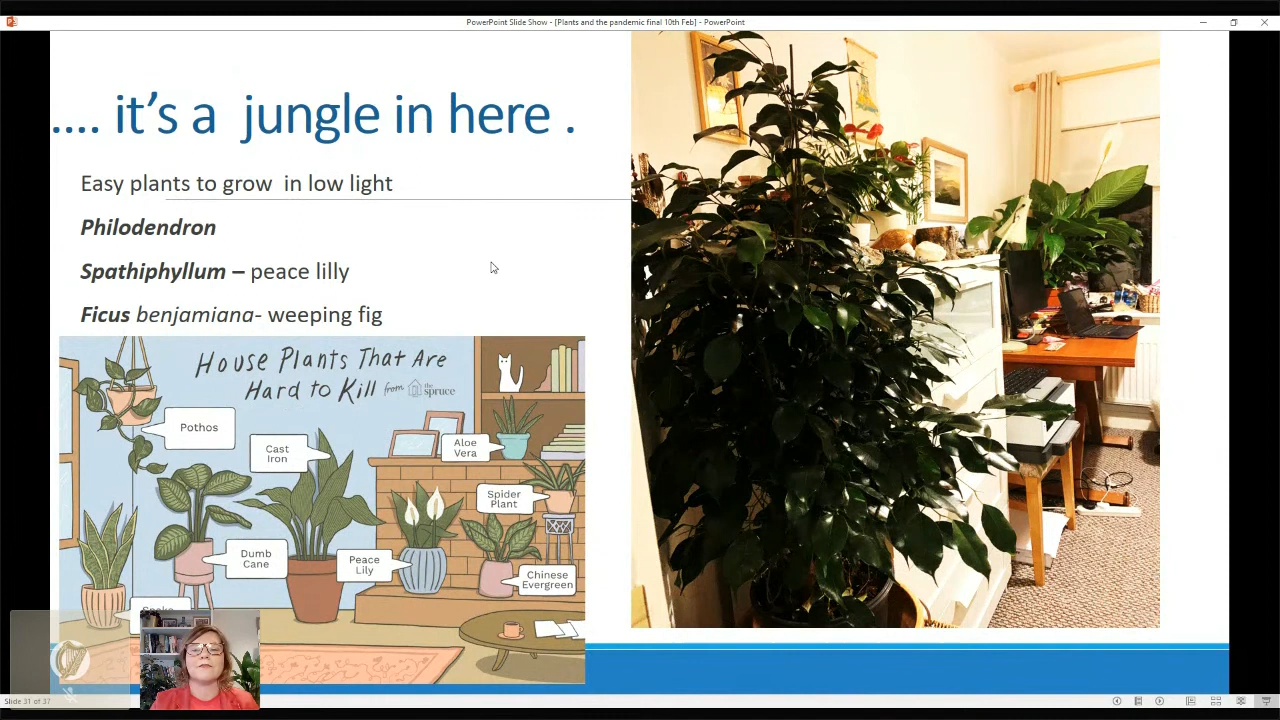 PowerPoint Slide Show - [Plants and the pandemic final 10th Feb] - PowerPoint
.... it’s a jungle in here .
Easy plants to grow in low light
Philodendron
Spathiphyllum – peace lilly
Ficus benjamiana- weeping fig
House Plants That Are
Hard to Kill from the spruce
Pothos
Cast
Iron
Aloe
Vera
Spider
Plant
Dumb
Cane
Peace
Lily
Chinese
Evergreen
Snake
Slide 31 of 37